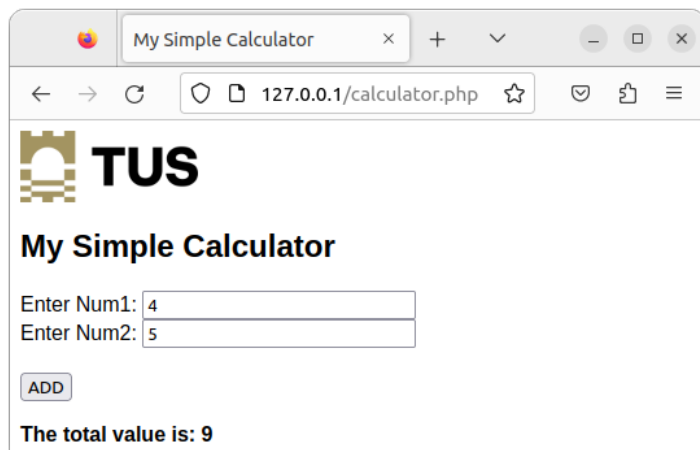 My Simple Calculator
127.0.0.1/calculator.php
TUS
My Simple Calculator
Enter Num1: 4
Enter Num2: 5
ADD
The total value is: 9